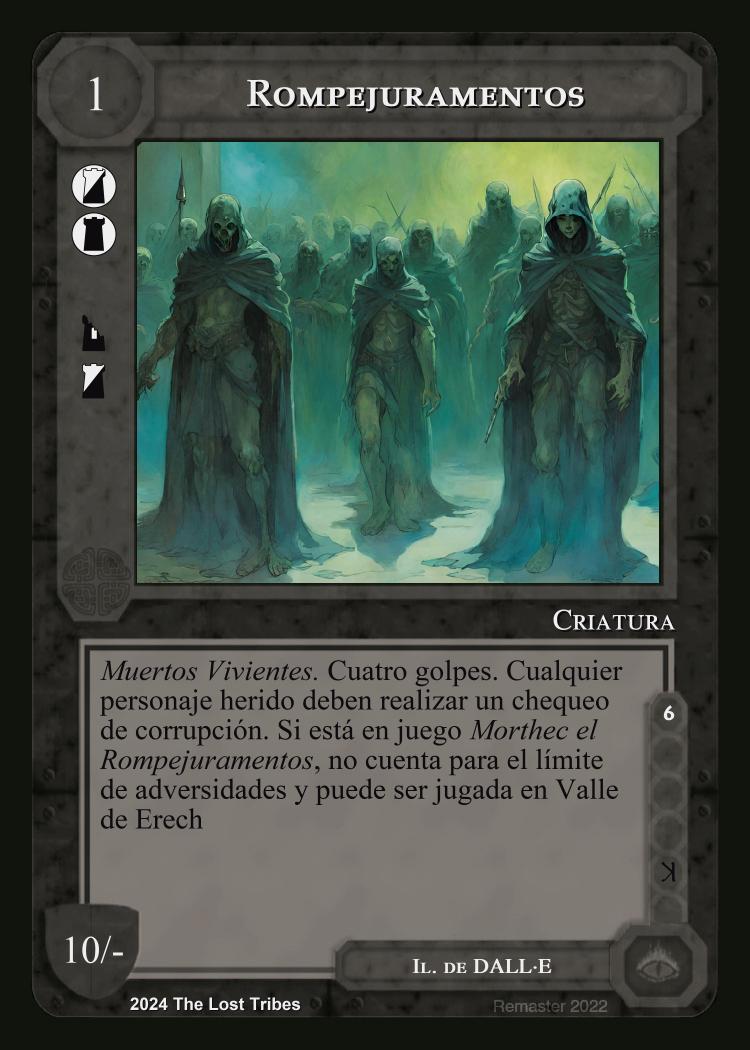 1
ROMPEJURAMENTOS
CRIATURA
Muertos Vivientes. Cuatro golpes. Cualquier
personaje herido deben realizar un chequeo
de corrupción. Si está en juego Morthec el
Rompejuramentos, no cuenta para el límite
de adversidades y puede ser jugada en Valle
de Erech
6
10/-
IL. DE DALL·E
2024 The Lost Tribes
Remaster 2022